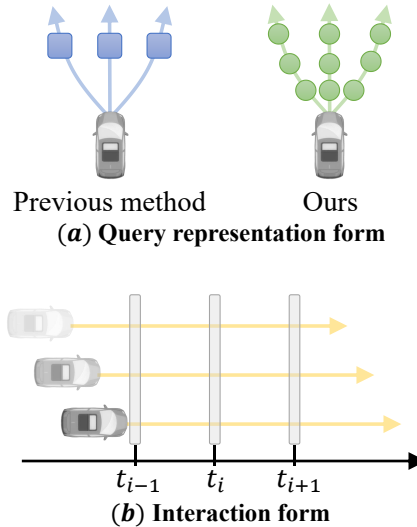 Previous method Ours
(a) Query representation form
t_{i-1} t_i t_{i+1}
(b) Interaction form